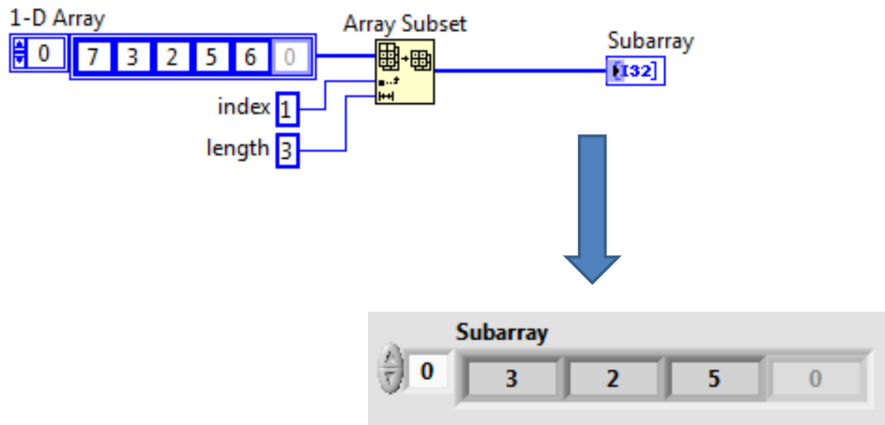 1-D Array
Array Subset
0 7 3 2 5 6 0
Subarray
[I32]
index 1
length 3
Subarray
0 3 2 5 0